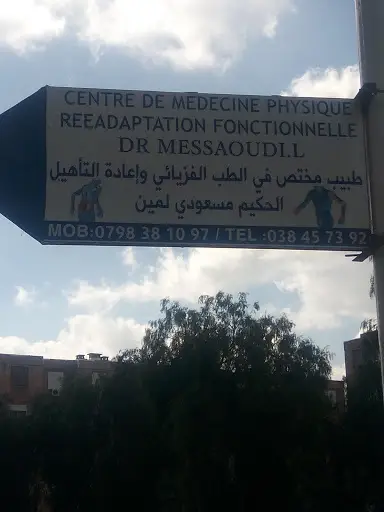 CENTRE DE MEDECINE PHYSIQUE
REEADAPTATION FONCTIONNELLE
DR MESSAOUDI.L
طبيب مختص في الطب الفزيائي وإعادة التأهيل
الحكيم مسعودي لمين
MOB:0798 38 10 97 / TEL :038 45 73 92